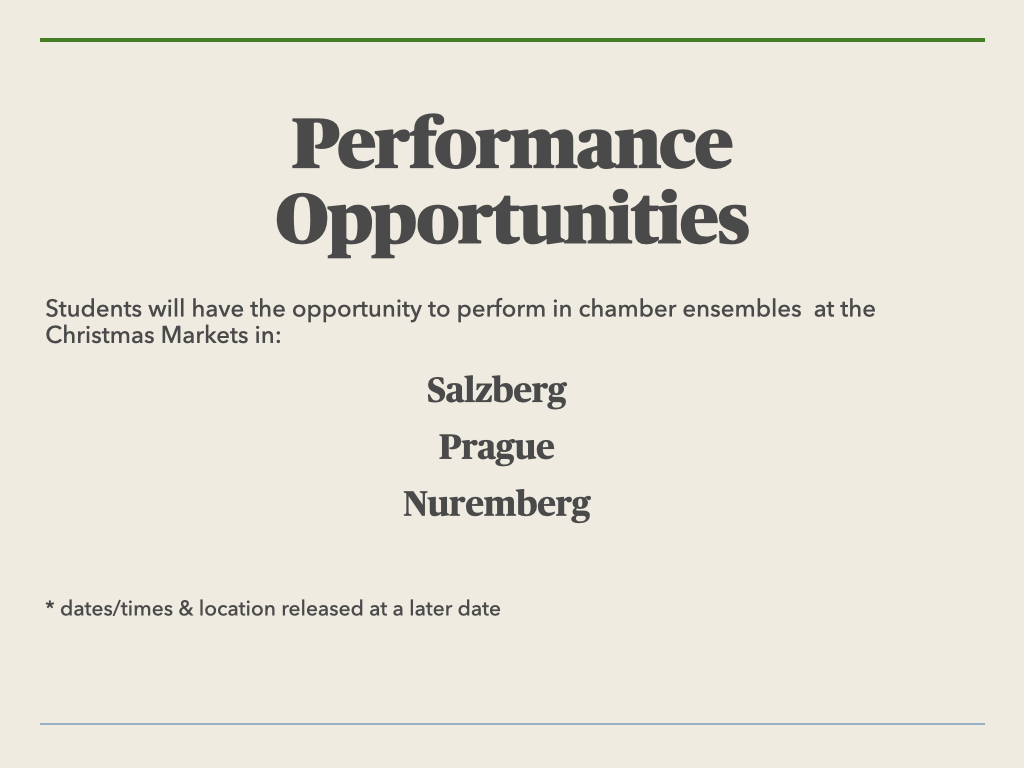 Performance
Opportunities
Students will have the opportunity to perform in chamber ensembles  at the
Christmas Markets in:
Salzberg
Prague
Nuremberg
* dates/times & location released at a later date